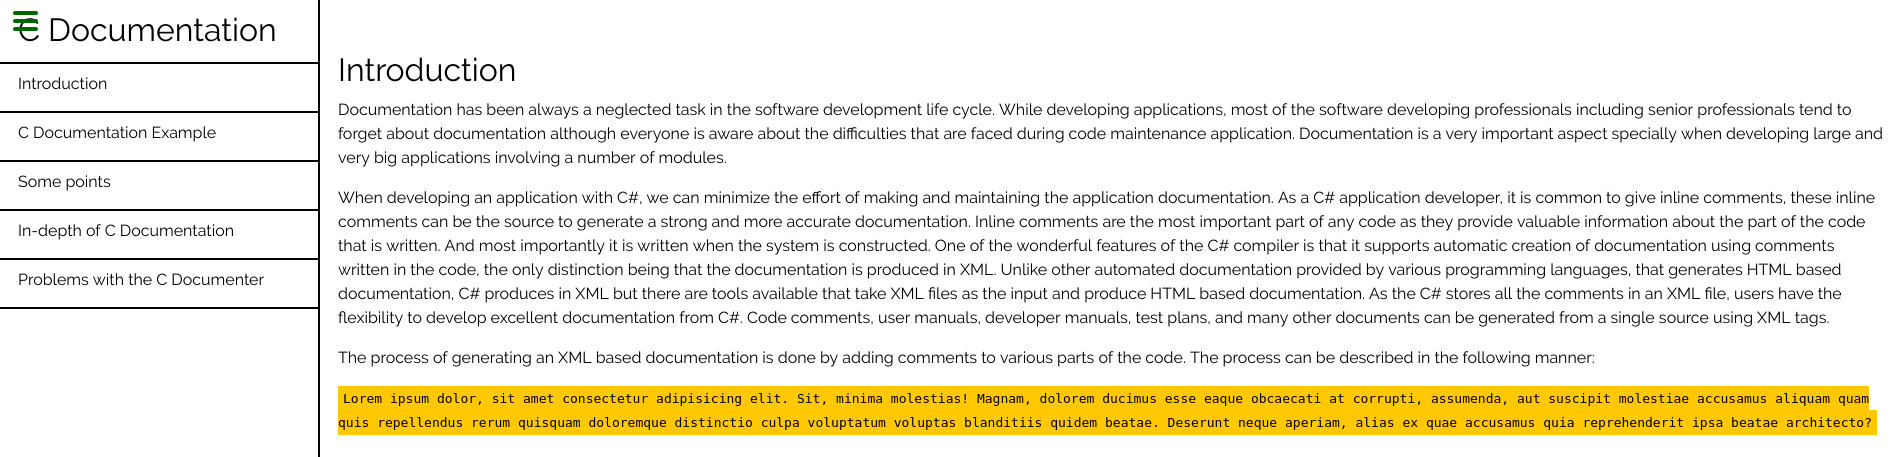 C Documentation
Introduction
C Documentation Example
Some points
In-depth of C Documentation
Problems with the C Documenter
Introduction
Documentation has been always a neglected task in the software development life cycle. While developing applications, most of the software developing professionals including senior professionals tend to
forget about documentation although everyone is aware about the difficulties that are faced during code maintenance application. Documentation is a very important aspect specially when developing large and
very big applications involving a number of modules.
When developing an application with C#, we can minimize the effort of making and maintaining the application documentation. As a C# application developer, it is common to give inline comments, these inline
comments can be the source to generate a strong and more accurate documentation. Inline comments are the most important part of any code as they provide valuable information about the part of the code
that is written. And most importantly it is written when the system is constructed. One of the wonderful features of the C# compiler is that it supports automatic creation of documentation using comments
written in the code, the only distinction being that the documentation is produced in XML. Unlike other automated documentation provided by various programming languages, that generates HTML based
documentation, C# produces in XML but there are tools available that take XML files as the input and produce HTML based documentation. As the C# stores all the comments in an XML file, users have the
flexibility to develop excellent documentation from C#. Code comments, user manuals, developer manuals, test plans, and many other documents can be generated from a single source using XML tags.
The process of generating an XML based documentation is done by adding comments to various parts of the code. The process can be described in the following manner:
Lorem ipsum dolor, sit amet consectetur adipisicing elit. Sit, minima molestias! Magnam, dolorem ducimus esse eaque obcaecati at corrupti, assumenda, aut suscipit molestiae accusamus aliquam quam
quis repellendus rerum quisquam doloremque distinctio culpa voluptatum voluptas blanditiis quidem beatae. Deserunt neque aperiam, alias ex quae accusamus quia reprehenderit ipsa beatae architecto?